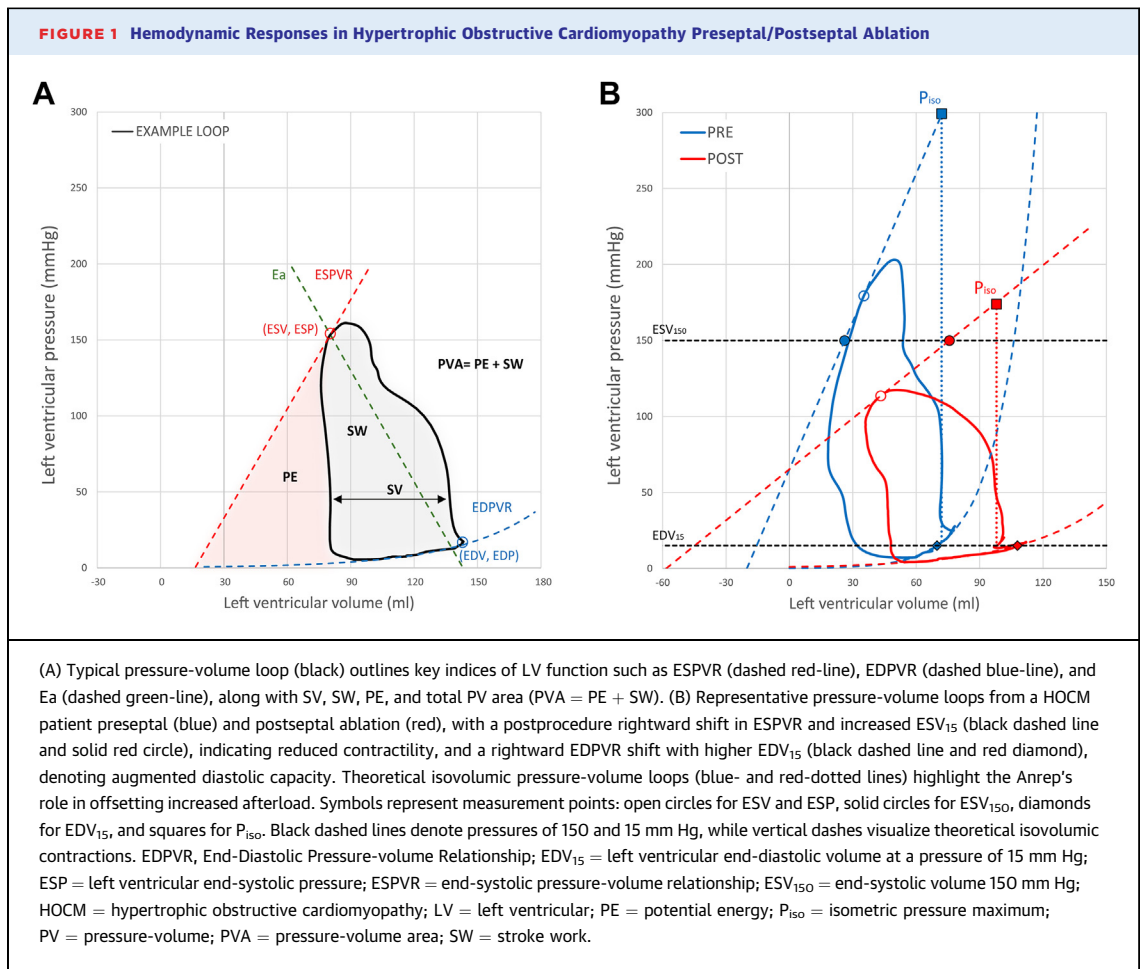 FIGURE 1 Hemodynamic Responses in Hypertrophic Obstructive Cardiomyopathy Preseptal/Postseptal Ablation
A
300
250
200
150
100
50
0
-30
0
30
60
90
120
150
180
Left ventricular pressure (mmHg)
Left ventricular volume (ml)
EXAMPLE LOOP
Ea
ESPVR
(ESV, ESP)
PVA= PE + SW
SW
PE
SV
EDPVR
(EDV, EDP)
B
300
250
200
150
100
50
0
-60
-30
0
30
60
90
120
150
Left ventricular pressure (mmHg)
Left ventricular volume (ml)
PRE
POST
Piso
Piso
ESV150
EDV15
(A) Typical pressure-volume loop (black) outlines key indices of LV function such as ESPVR (dashed red-line), EDPVR (dashed blue-line), and
Ea (dashed green-line), along with SV, SW, PE, and total PV area (PVA = PE + SW). (B) Representative pressure-volume loops from a HOCM
patient preseptal (blue) and postseptal ablation (red), with a postprocedure rightward shift in ESPVR and increased ESV15 (black dashed line
and solid red circle), indicating reduced contractility, and a rightward EDPVR shift with higher EDV15 (black dashed line and red diamond),
denoting augmented diastolic capacity. Theoretical isovolumic pressure-volume loops (blue- and red-dotted lines) highlight the Anrep's
role in offsetting increased afterload. Symbols represent measurement points: open circles for ESV and ESP, solid circles for ESV150, diamonds
for EDV15, and squares for Piso. Black dashed lines denote pressures of 150 and 15 mm Hg, while vertical dashes visualize theoretical isovolumic
contractions. EDPVR, End-Diastolic Pressure-volume Relationship; EDV15 = left ventricular end-diastolic volume at a pressure of 15 mm Hg;
ESP = left ventricular end-systolic pressure; ESPVR = end-systolic pressure-volume relationship; ESV150 = end-systolic volume 150 mm Hg;
HOCM = hypertrophic obstructive cardiomyopathy; LV = left ventricular; PE = potential energy; Piso = isometric pressure maximum;
PV = pressure-volume; PVA = pressure-volume area; SW = stroke work.